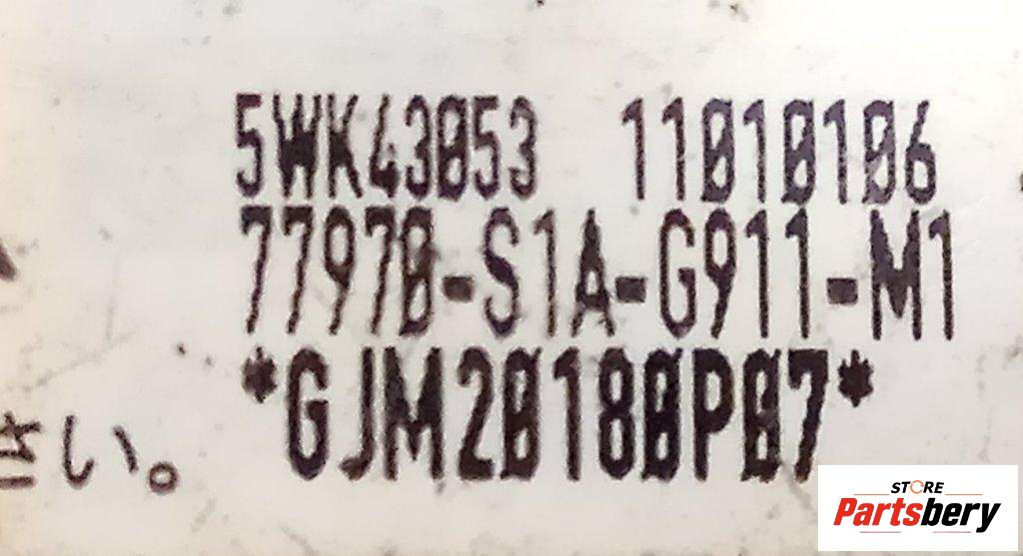 5WK43053 11010106
77970-S1A-G911-M1
*GJM20180P07*
さい。
STORE
Partsbery